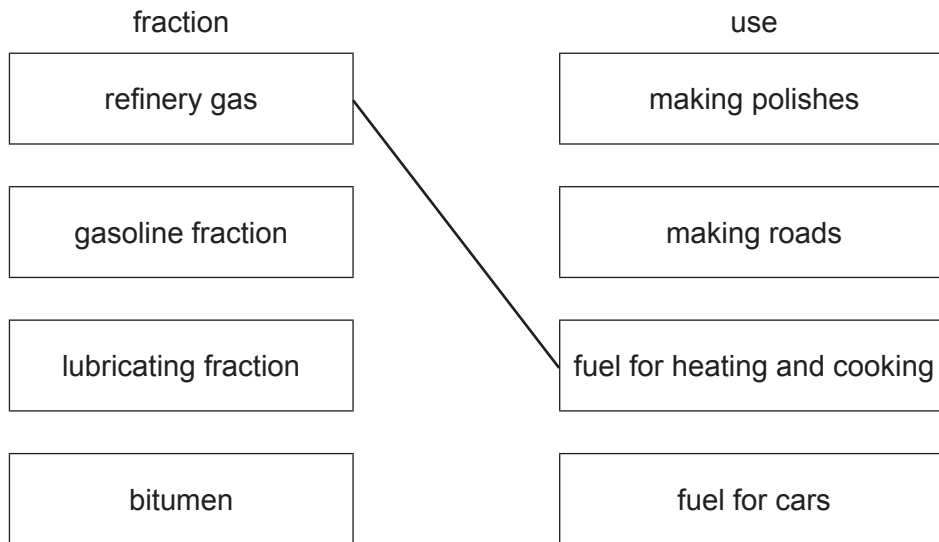 fraction
use
refinery gas
making polishes
gasoline fraction
making roads
lubricating fraction
fuel for heating and cooking
bitumen
fuel for cars